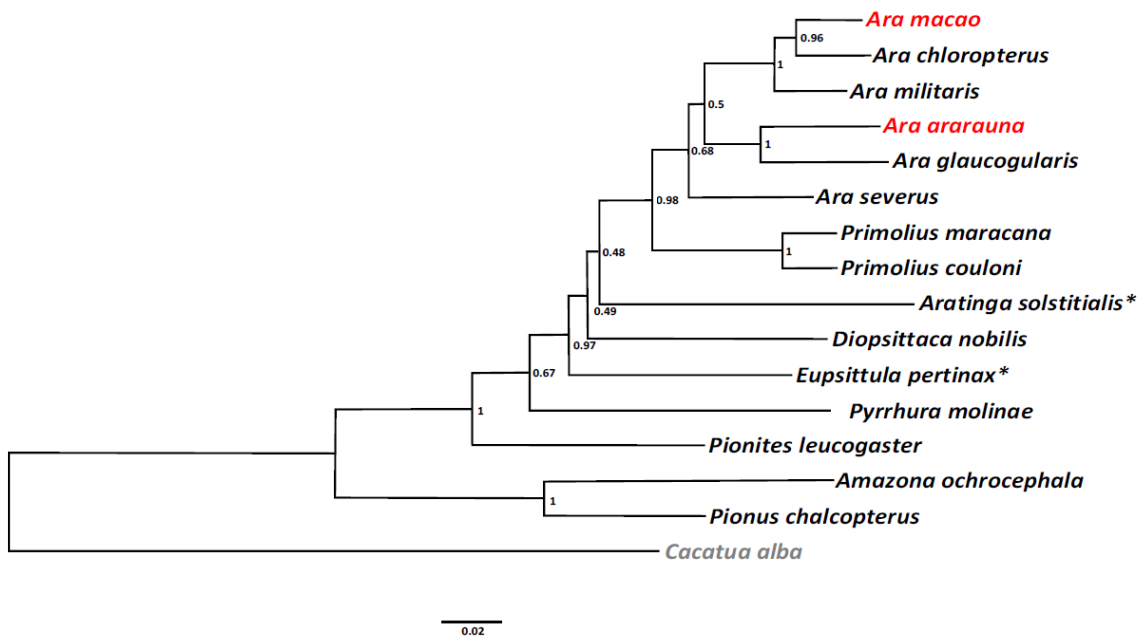 Ara macao
0.96
Ara chloropterus
1
Ara militaris
0.5
Ara ararauna
1
0.68
Ara glaucogularis
Ara severus
0.98
Primolius maracana
1
0.48
Primolius couloni
Aratinga solstitialis*
0.49
Diopsittaca nobilis
0.97
Eupsittula pertinax*
0.67
Pyrrhura molinae
1
Pionites leucogaster
Amazona ochrocephala
1
Pionus chalcopterus
Cacatua alba
0.02